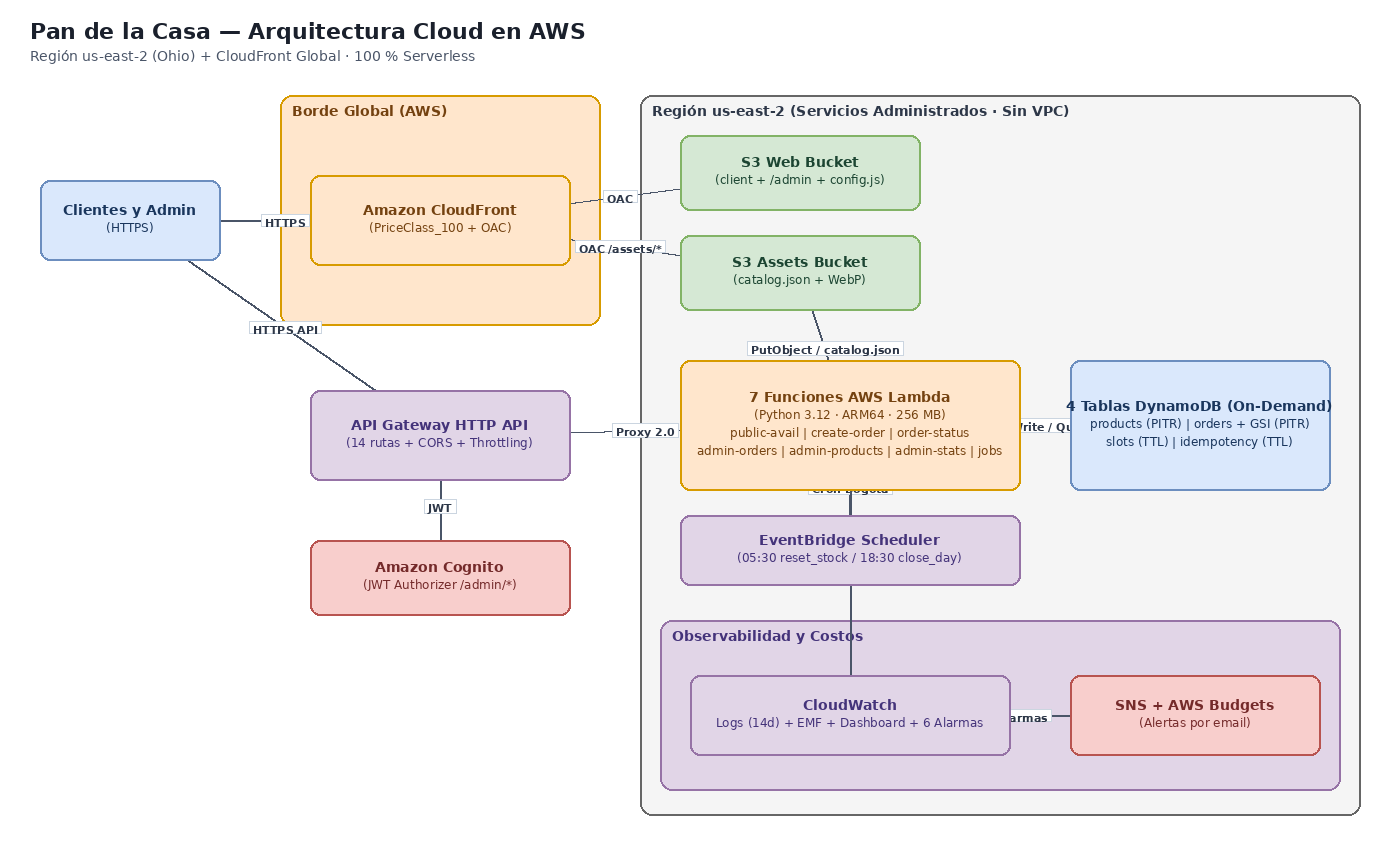 Pan de la Casa — Arquitectura Cloud en AWS
Región us-east-2 (Ohio) + CloudFront Global · 100 % Serverless
Borde Global (AWS)
Región us-east-2 (Servicios Administrados · Sin VPC)
S3 Web Bucket
(client + /admin + config.js)
Clientes y Admin
(HTTPS)
HTTPS
Amazon CloudFront
(PriceClass_100 + OAC)
OAC
OAC /assets/*
S3 Assets Bucket
(catalog.json + WebP)
HTTPS API
PutObject / catalog.json
API Gateway HTTP API
(14 rutas + CORS + Throttling)
Proxy 2.0
7 Funciones AWS Lambda
(Python 3.12 · ARM64 · 256 MB)
public-avail | create-order | order-status
admin-orders | admin-products | admin-stats | jobs
4 Tablas DynamoDB (On-Demand)
products (PITR) | orders + GSI (PITR)
slots (TTL) | idempotency (TTL)
JWT
Amazon Cognito
(JWT Authorizer /admin/*)
EventBridge Scheduler
(05:30 reset_stock / 18:30 close_day)
Observabilidad y Costos
CloudWatch
Logs (14d) + EMF + Dashboard + 6 Alarmas
SNS + AWS Budgets
(Alertas por email)